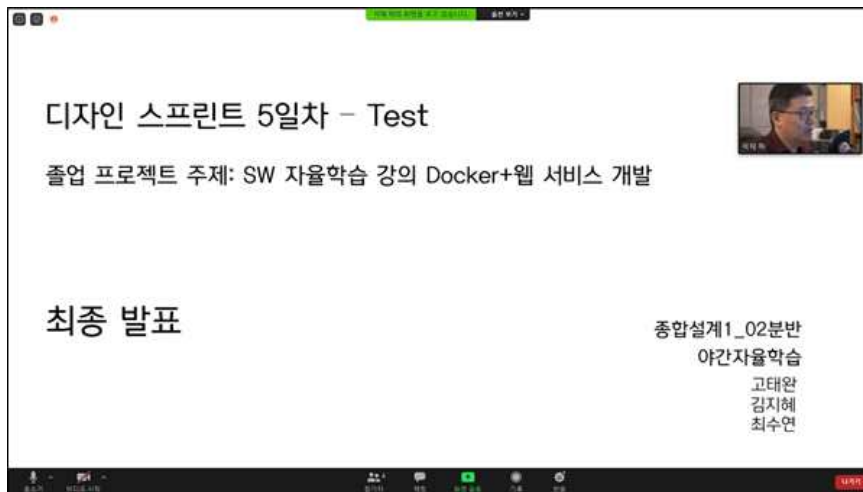 디자인 스프린트 5일차 – Test
졸업 프로젝트 주제: SW 자율학습 강의 Docker+웹 서비스 개발
최종 발표
종합설계1_02분반
야간자율학습
고태완
김지혜
최수연
나가기